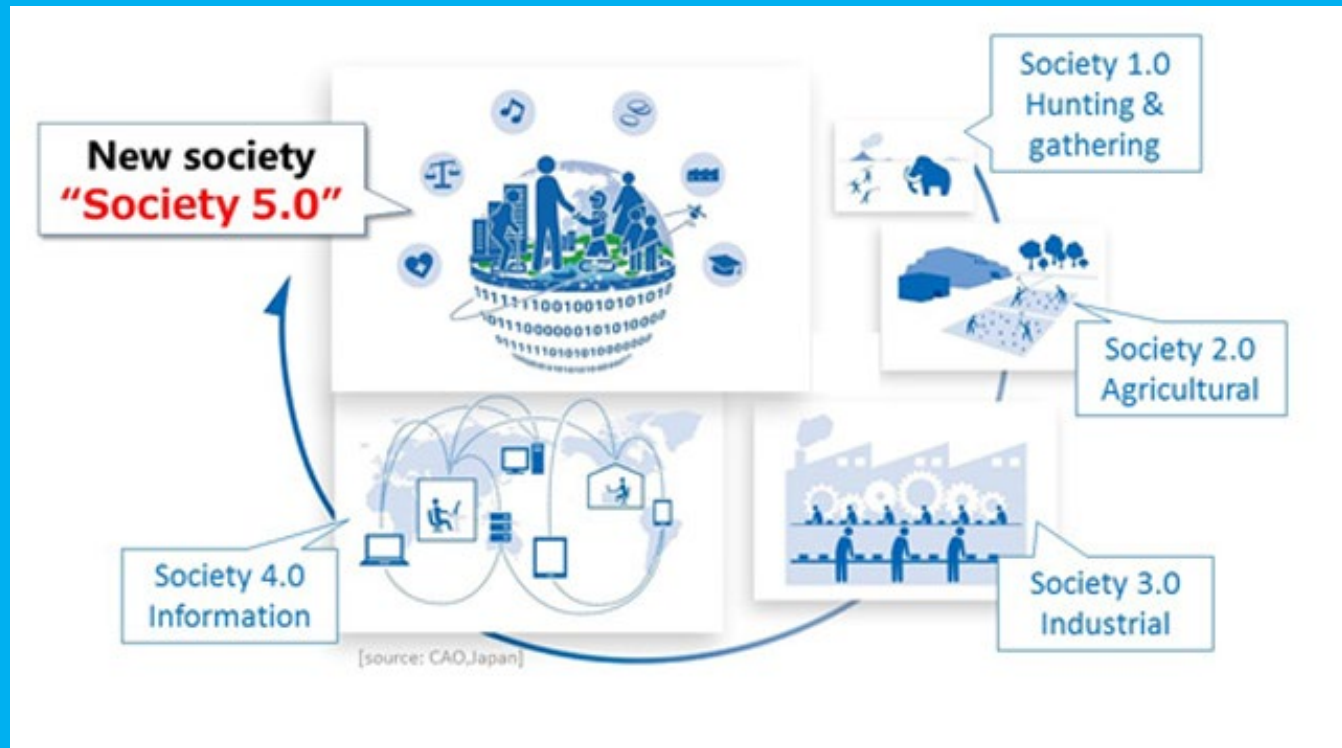 New society
“Society 5.0”
Society 1.0
Hunting &
gathering
Society 2.0
Agricultural
Society 3.0
Industrial
Society 4.0
Information
[source: CAO,Japan]